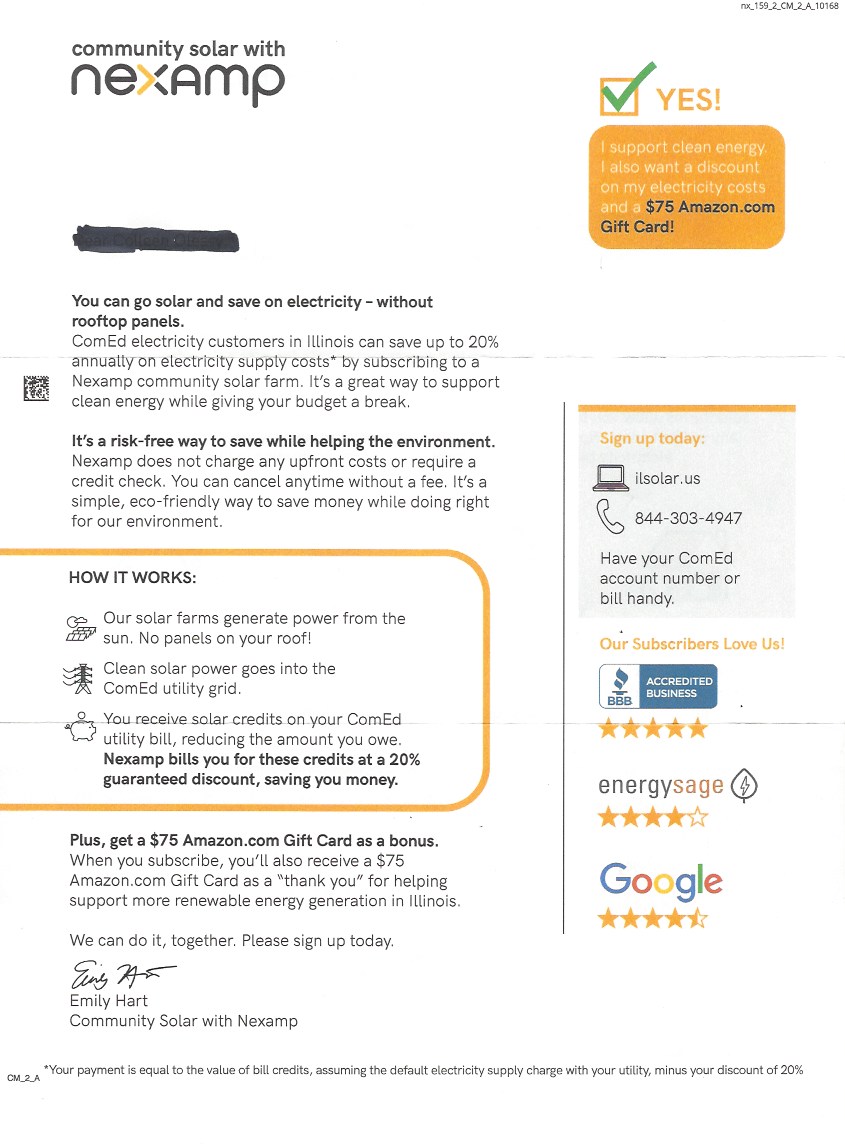 nx_159_2_CM_2_A_10168
community solar with
nexamp
YES!
I support clean energy.
I also want a discount
on my electricity costs
and a $75 Amazon.com
Gift Card!
You can go solar and save on electricity – without
rooftop panels.
ComEd electricity customers in Illinois can save up to 20%
annually on electricity supply costs* by subscribing to a
Nexamp community solar farm. It's a great way to support
clean energy while giving your budget a break.
It's a risk-free way to save while helping the environment.
Nexamp does not charge any upfront costs or require a
credit check. You can cancel anytime without a fee. It's a
simple, eco-friendly way to save money while doing right
for our environment.
HOW IT WORKS:
Our solar farms generate power from the
sun. No panels on your roof!
Clean solar power goes into the
ComEd utility grid.
You receive solar credits on your ComEd
utility bill, reducing the amount you owe.
Nexamp bills you for these credits at a 20%
guaranteed discount, saving you money.
Plus, get a $75 Amazon.com Gift Card as a bonus.
When you subscribe, you'll also receive a $75
Amazon.com Gift Card as a “thank you” for helping
support more renewable energy generation in Illinois.
We can do it, together. Please sign up today.
Emily Hart
Community Solar with Nexamp
Sign up today:
ilsolar.us
844-303-4947
Have your ComEd
account number or
bill handy.
Our Subscribers Love Us!
BBB
ACCREDITED
BUSINESS
energysage
Google
CM_2_A
*Your payment is equal to the value of bill credits, assuming the default electricity supply charge with your utility, minus your discount of 20%